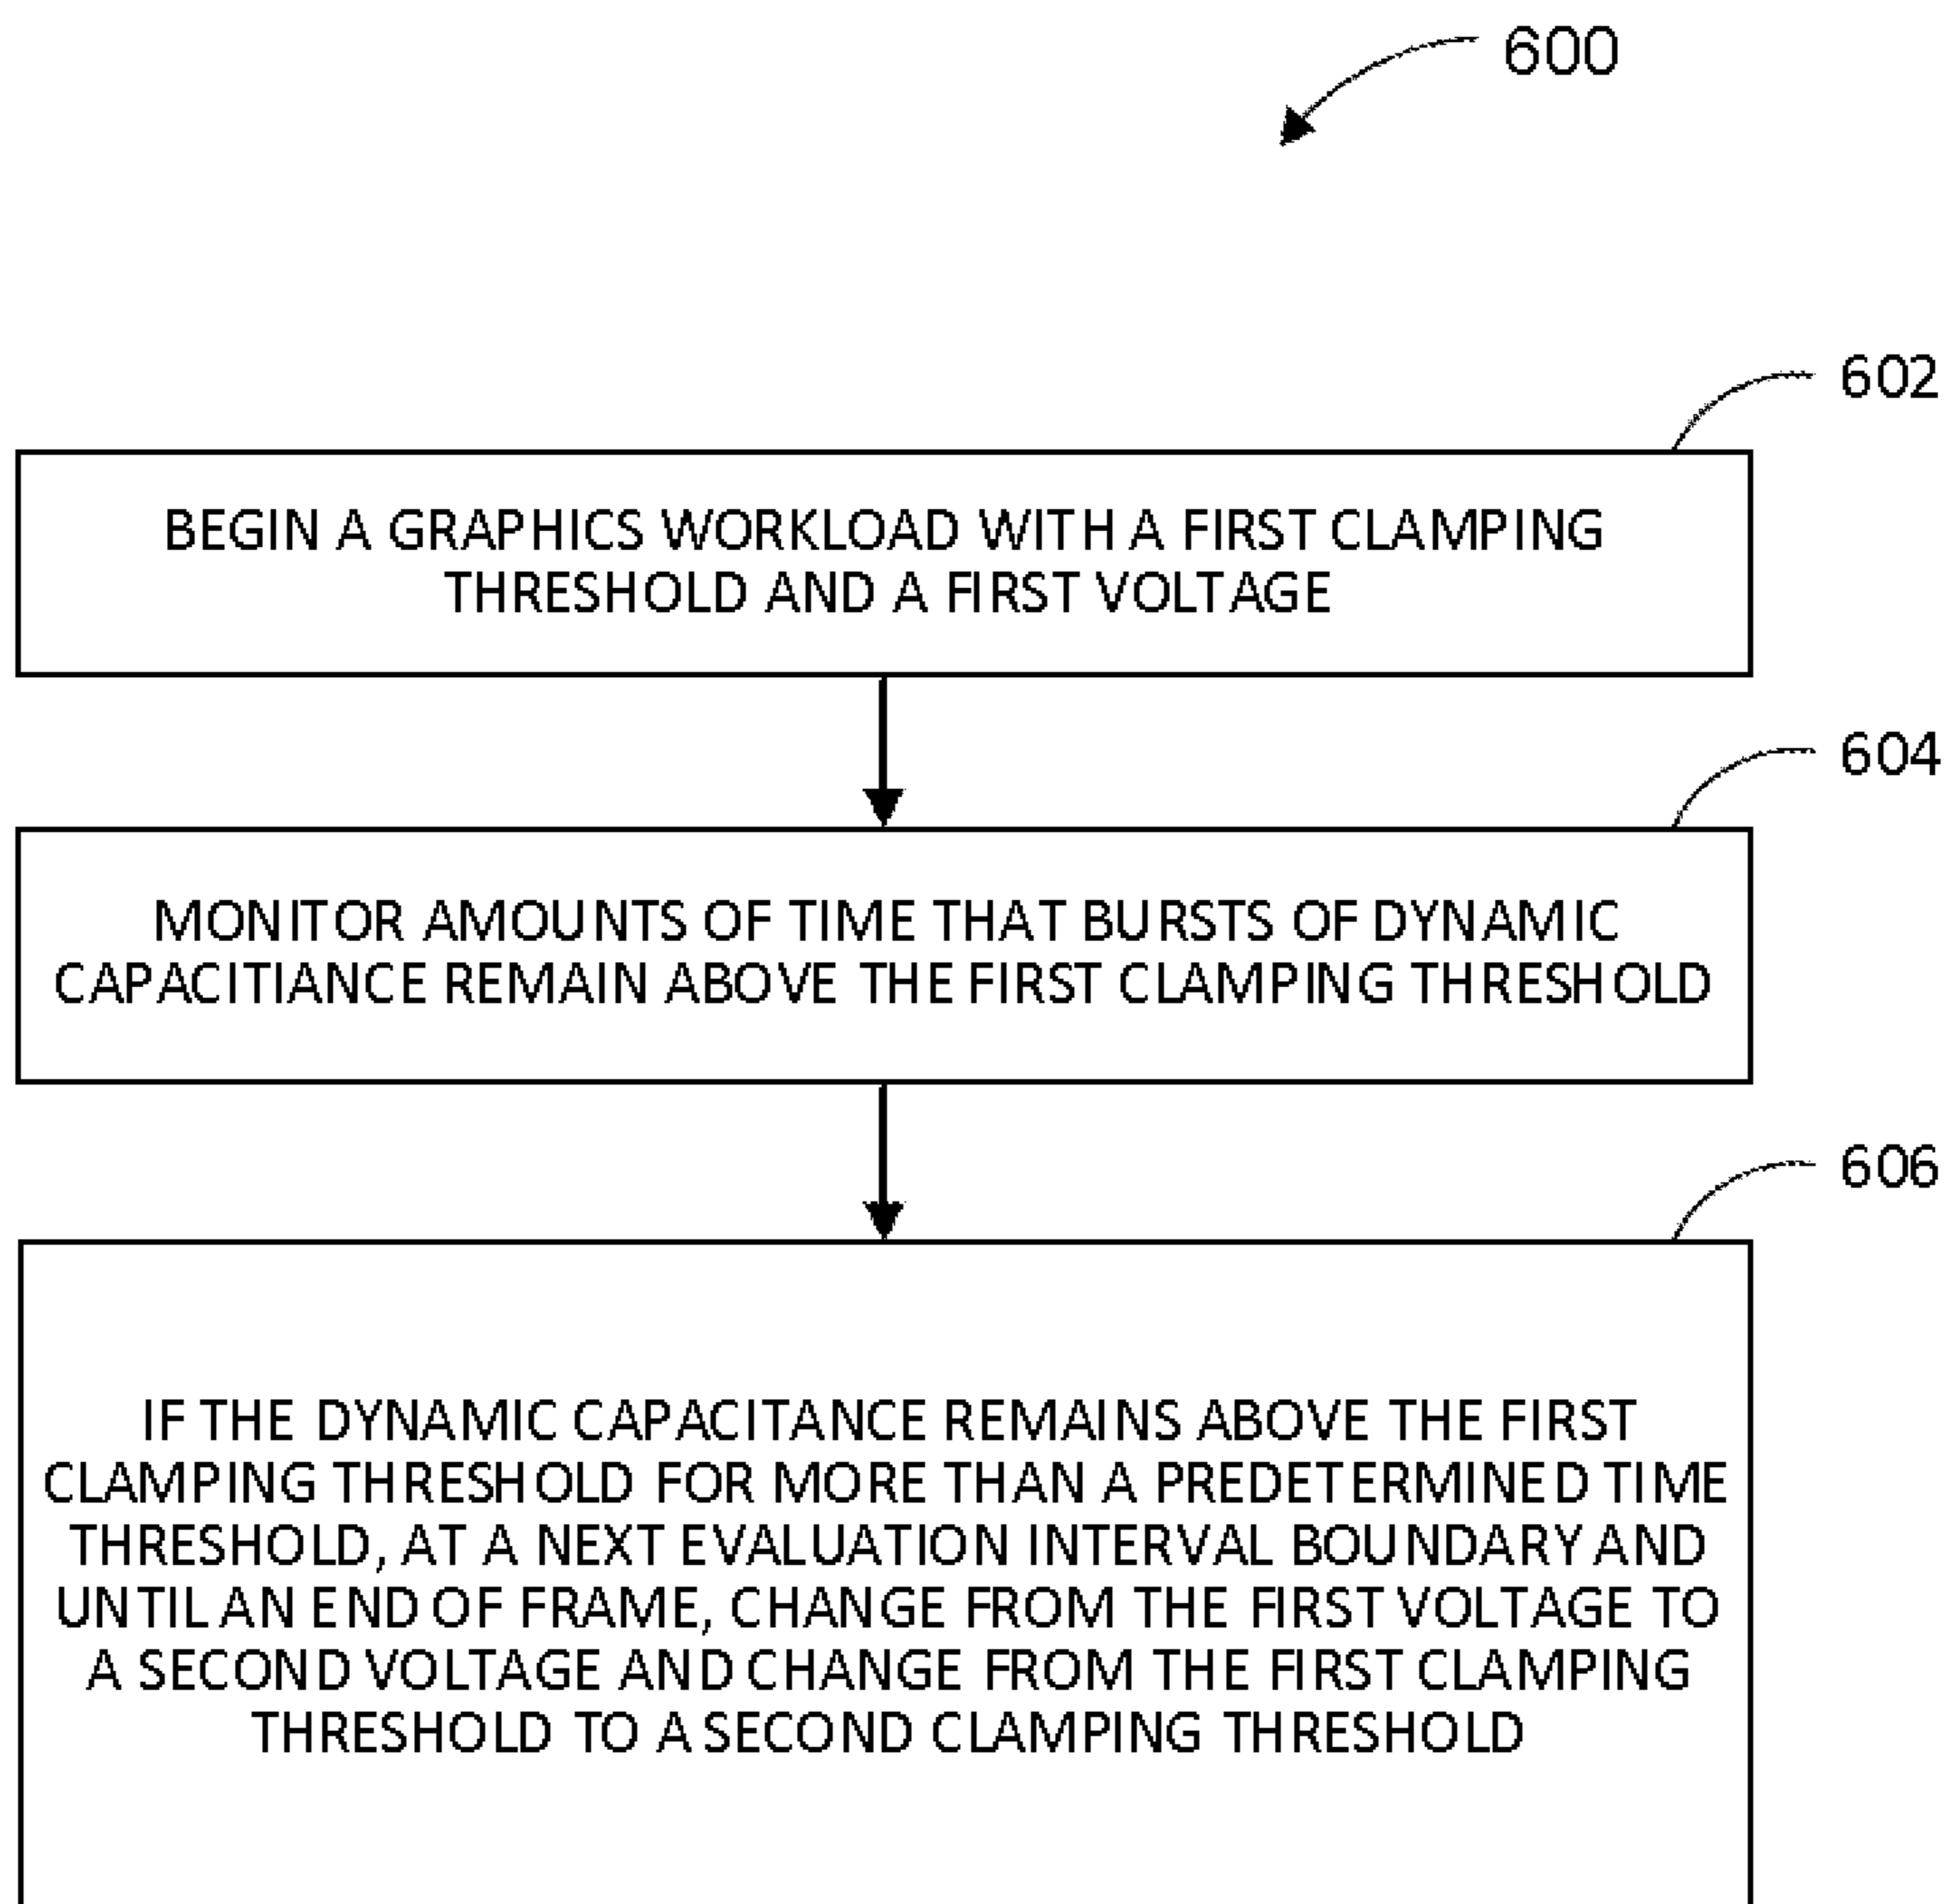 600
602
BEGIN A GRAPHICS WORKLOAD WITH A FIRST CLAMPING
THRESHOLD AND A FIRST VOLTAGE
604
MONITOR AMOUNTS OF TIME THAT BURSTS OF DYNAMIC
CAPACITIANCE REMAIN ABOVE THE FIRST CLAMPING THRESHOLD
606
IF THE DYNAMIC CAPACITANCE REMAINS ABOVE THE FIRST
CLAMPING THRESHOLD FOR MORE THAN A PREDETERMINED TIME
THRESHOLD, AT A NEXT EVALUATION INTERVAL BOUNDARY AND
UNTIL AN END OF FRAME, CHANGE FROM THE FIRST VOLTAGE TO
A SECOND VOLTAGE AND CHANGE FROM THE FIRST CLAMPING
THRESHOLD TO A SECOND CLAMPING THRESHOLD